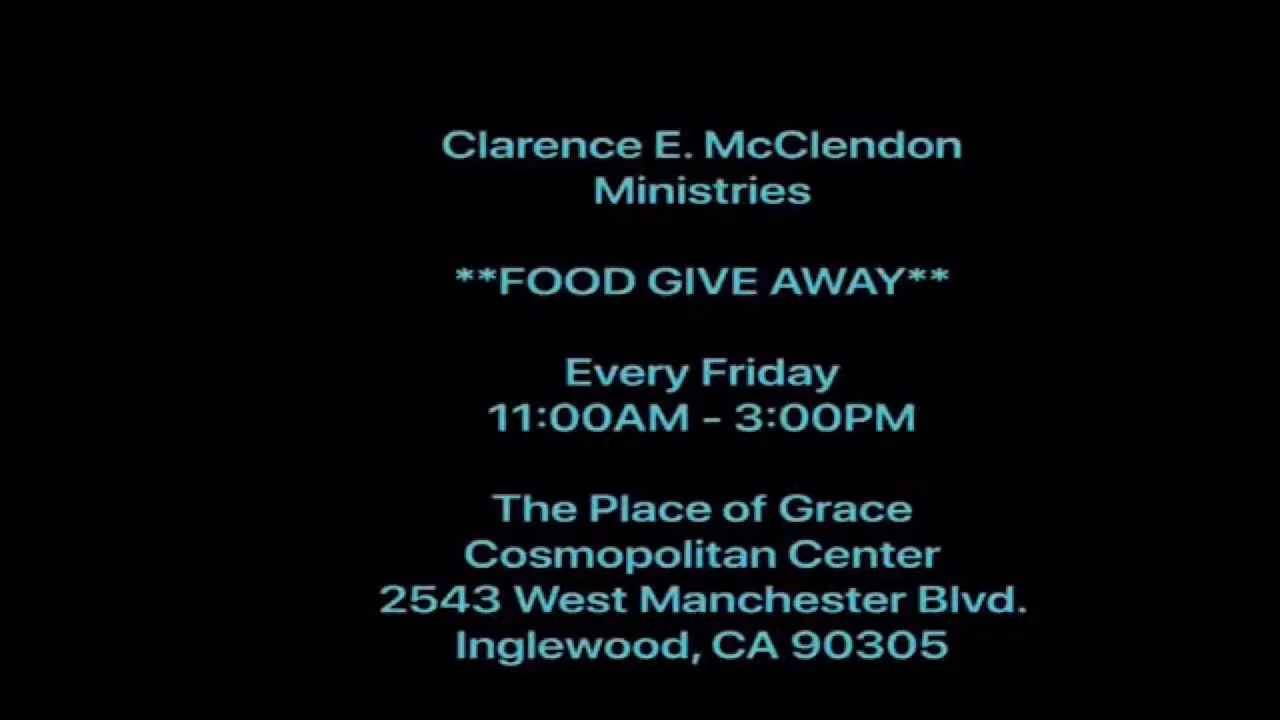 Clarence E. McClendon
Ministries
**FOOD GIVE AWAY**
Every Friday
11:00AM - 3:00PM
The Place of Grace
Cosmopolitan Center
2543 West Manchester Blvd.
Inglewood, CA 90305